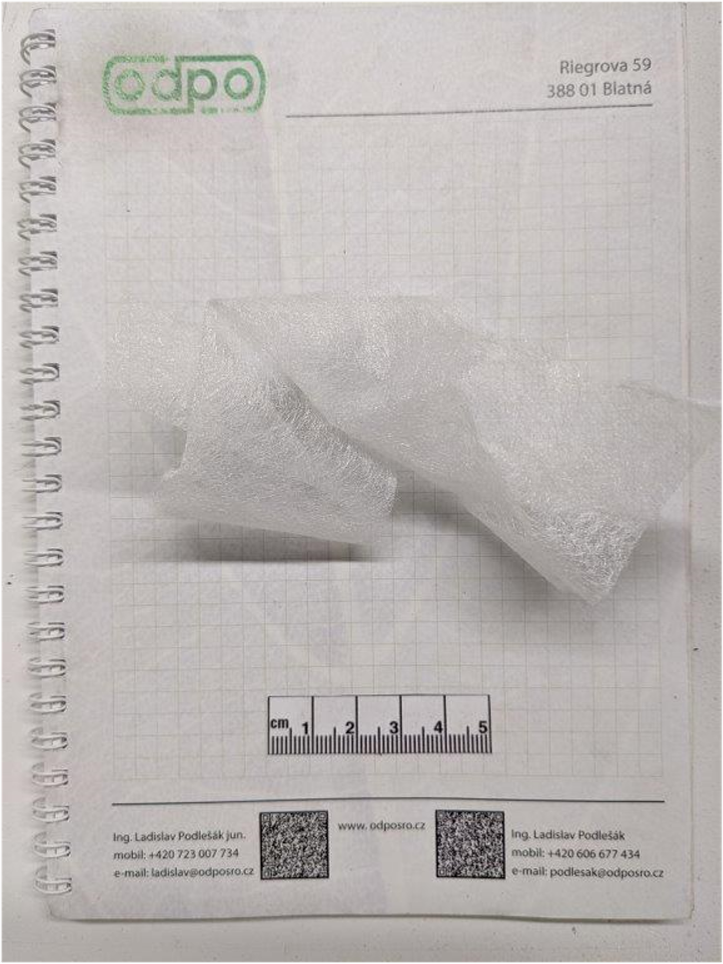 odpo
Riegrova 59
388 01 Blatná
cm 1 2 3 4 5
Ing. Ladislav Podlešák jun.
mobil: +420 723 007 734
e-mail: ladislav@odposro.cz
www. odposro.cz
Ing. Ladislav Podlešák
mobil: +420 606 677 434
e-mail: podlesak@odposro.cz